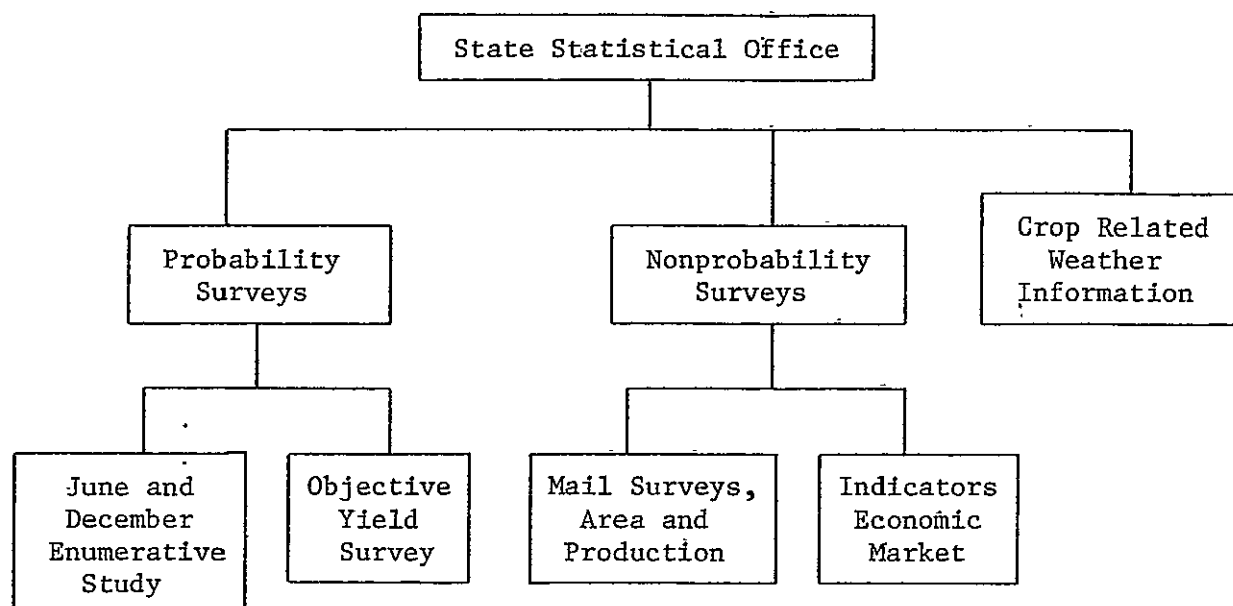 State Statistical Office
Probability
Surveys
Nonprobability
Surveys
Crop Related
Weather
Information
June and
December
Enumerative
Study
Objective
Yield
Survey
Mail Surveys,
Area and
Production
Indicators
Economic
Market